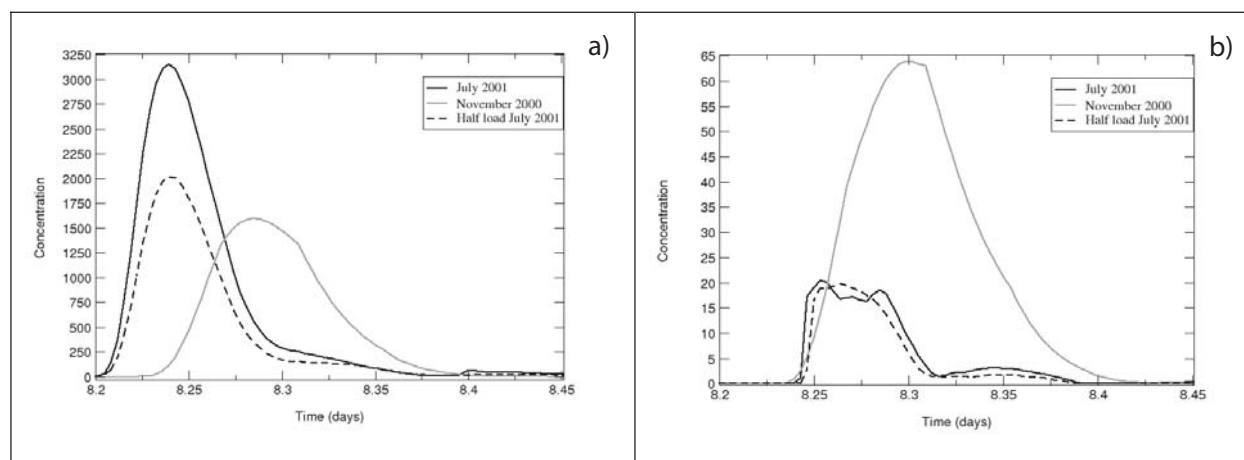 a)
3250
3000
2750
2500
2250
2000
1750
1500
1250
1000
750
500
250
0
Concentration
July 2001
November 2000
Half load July 2001
8.2 8.25 8.3 8.35 8.4 8.45
Time (days)
b)
65
60
55
50
45
40
35
30
25
20
15
10
5
0
Concentration
July 2001
November 2000
Half load July 2001
8.2 8.25 8.3 8.35 8.4 8.45
Time (days)